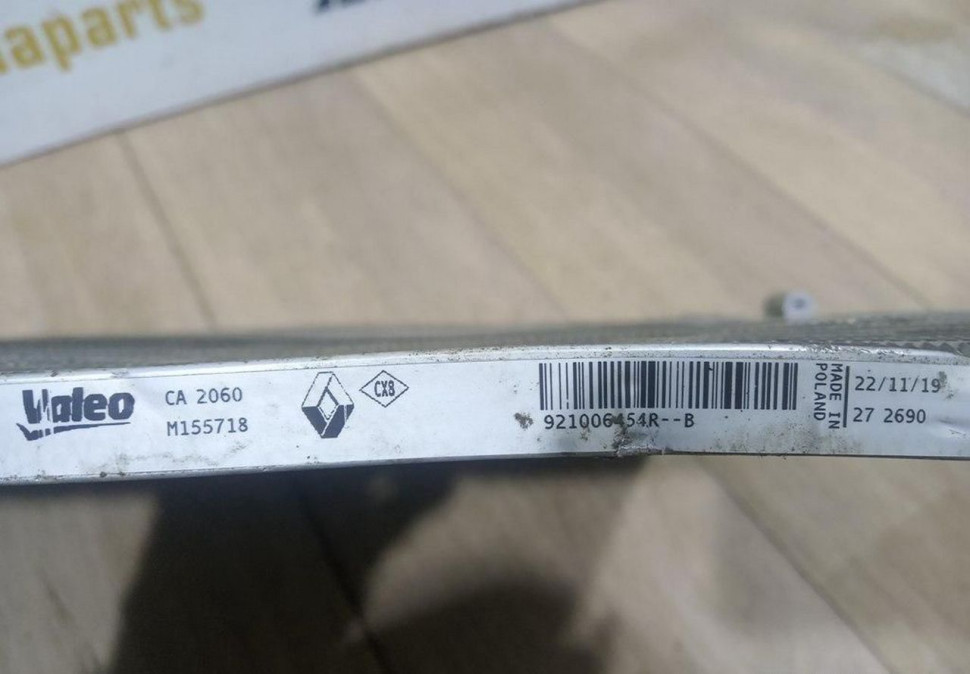 Valeo
CA 2060
M155718
CX8
921006454R--B
MADE IN
POLAND
22/11/19
27 2690